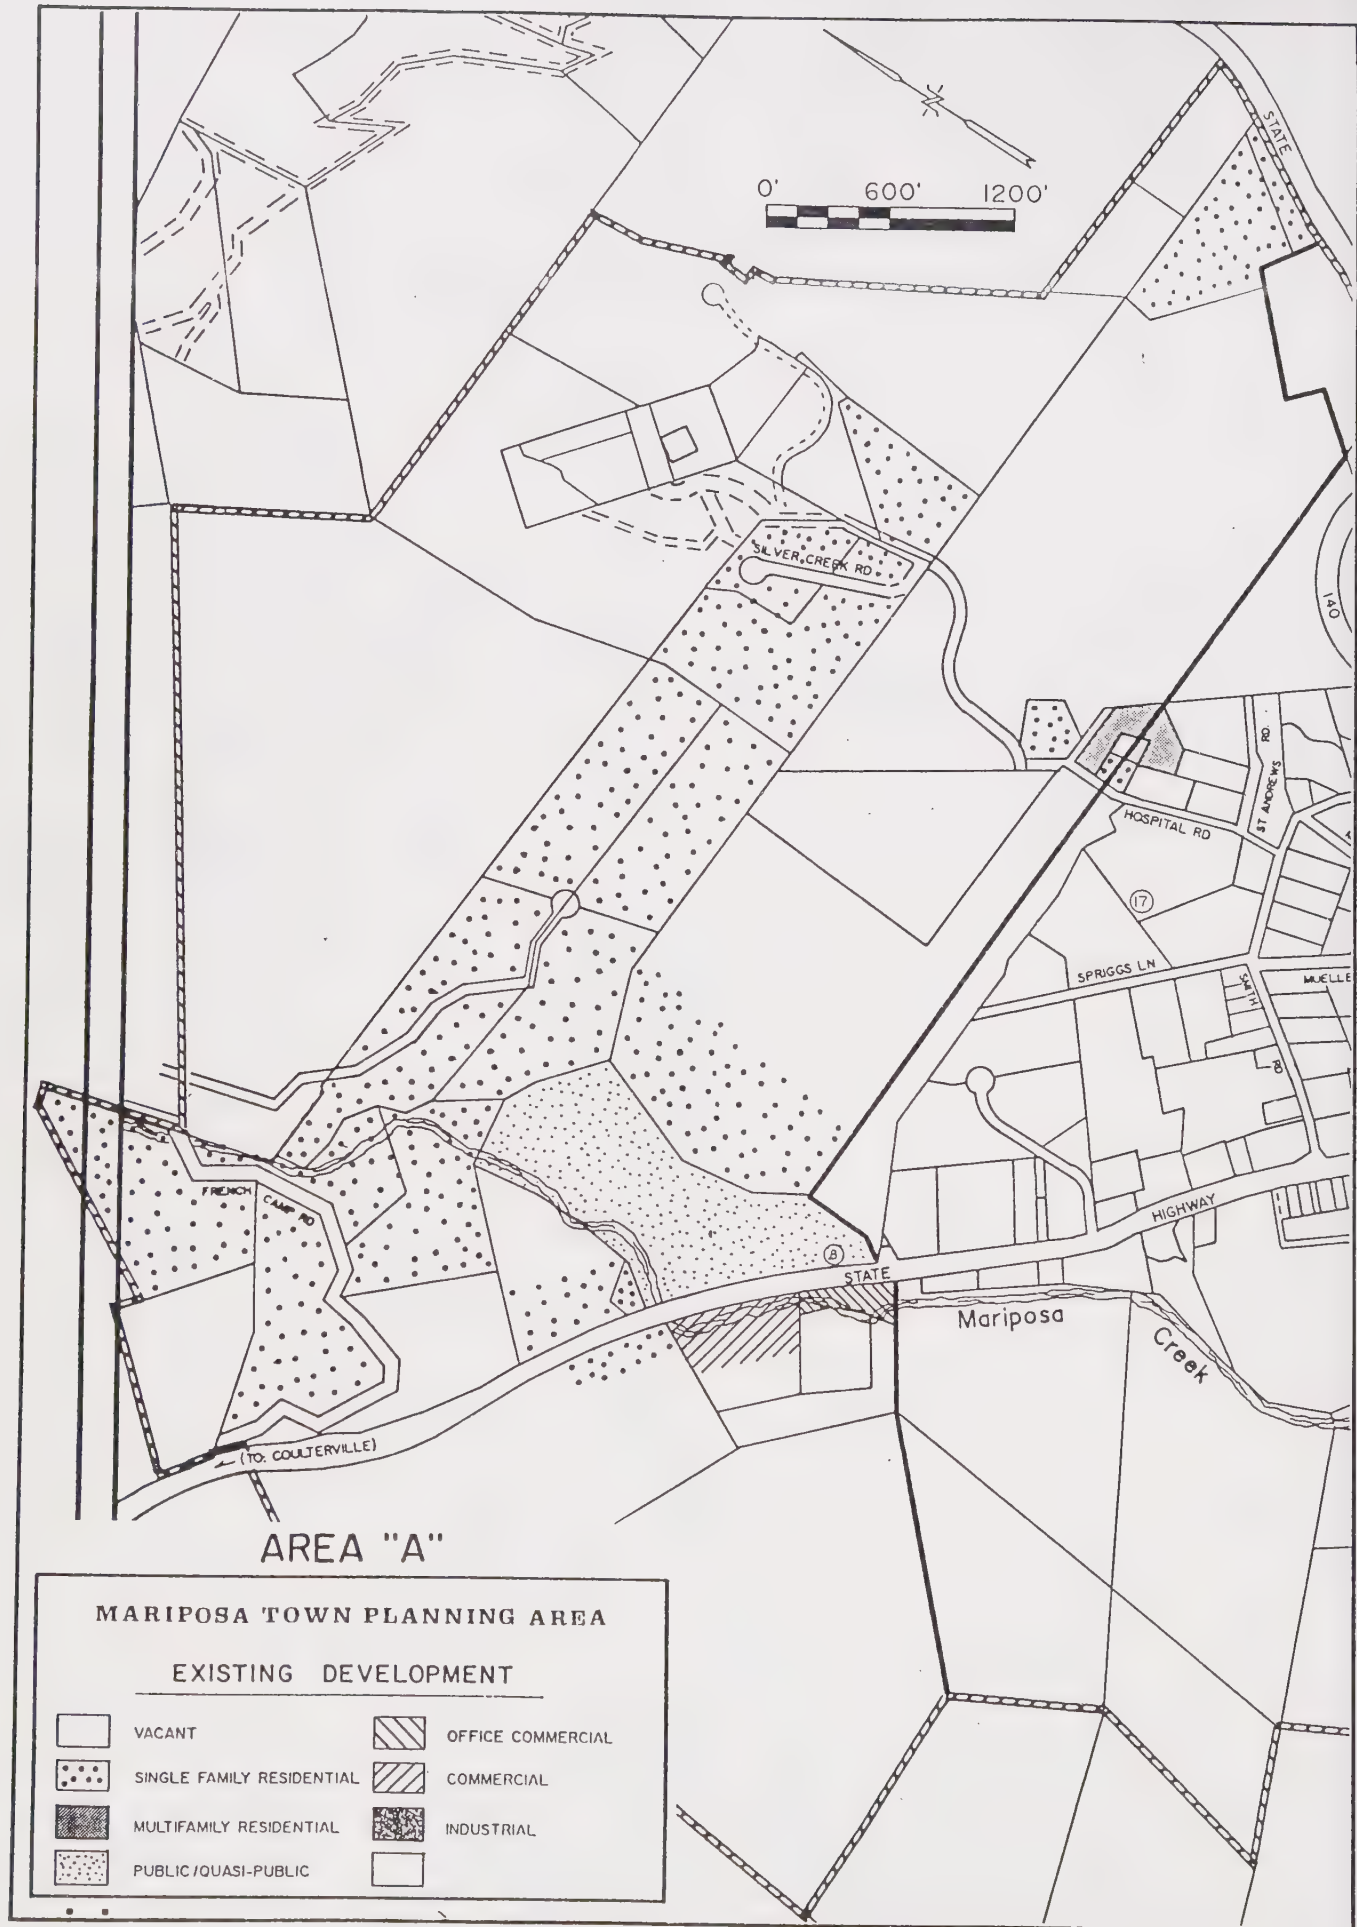 STATE
0' 600' 1200'
SILVER CREEK RD
140
HOSPITAL RD
ST ANDREWS RD.
17
SPRIGGS LN
SMITH RD
MUELLE
FRENCH CAMP RD
HIGHWAY
8
STATE
Mariposa Creek
(TO: COULTERVILLE)
AREA "A"
MARIPOSA TOWN PLANNING AREA
EXISTING DEVELOPMENT
VACANT
OFFICE COMMERCIAL
SINGLE FAMILY RESIDENTIAL
COMMERCIAL
MULTIFAMILY RESIDENTIAL
INDUSTRIAL
PUBLIC/QUASI-PUBLIC